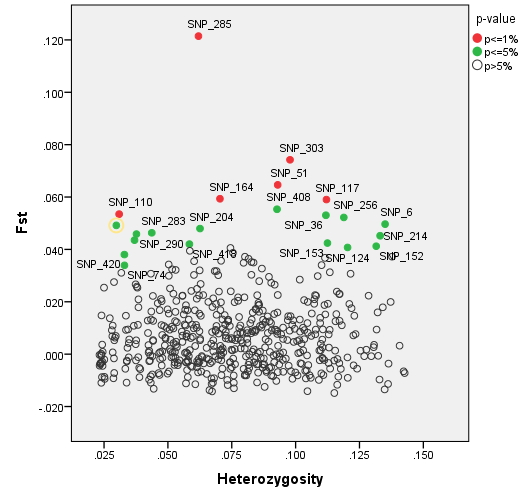 p-value
p<=1%
p<=5%
p>5%
SNP_285
SNP_303
SNP_51
SNP_164
SNP_117
SNP_110
SNP_408
SNP_256
SNP_6
SNP_283
SNP_204
SNP_36
SNP_214
SNP_290
SNP_418
SNP_153
SNP_124
SNP_152
SNP_420
SNP_74
.120
.100
.080
.060
.040
.020
.000
-.020
Fst
.025
.050
.075
.100
.125
.150
Heterozygosity